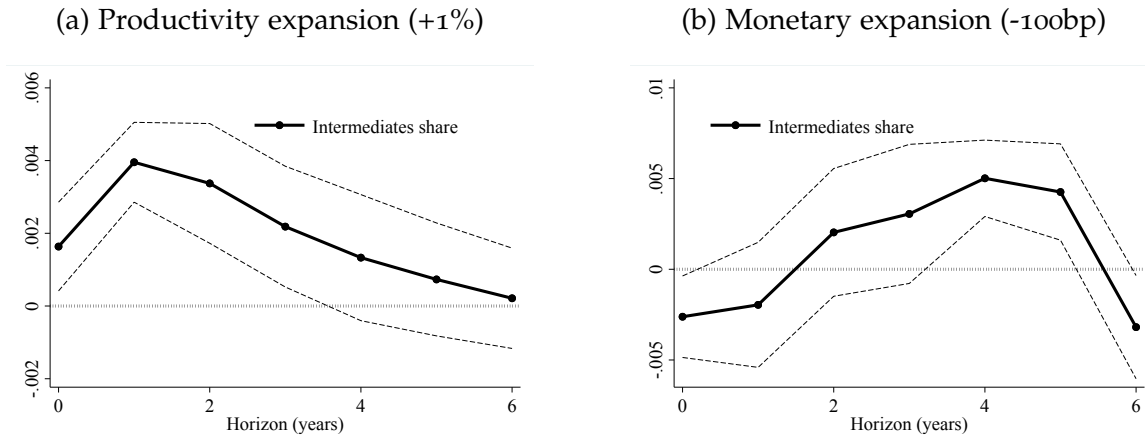 (a) Productivity expansion (+1%)
.006
.004
.002
0
-.002
Intermediates share
0 2 4 6
Horizon (years)
(b) Monetary expansion (-100bp)
.01
.005
0
-.005
Intermediates share
0 2 4 6
Horizon (years)